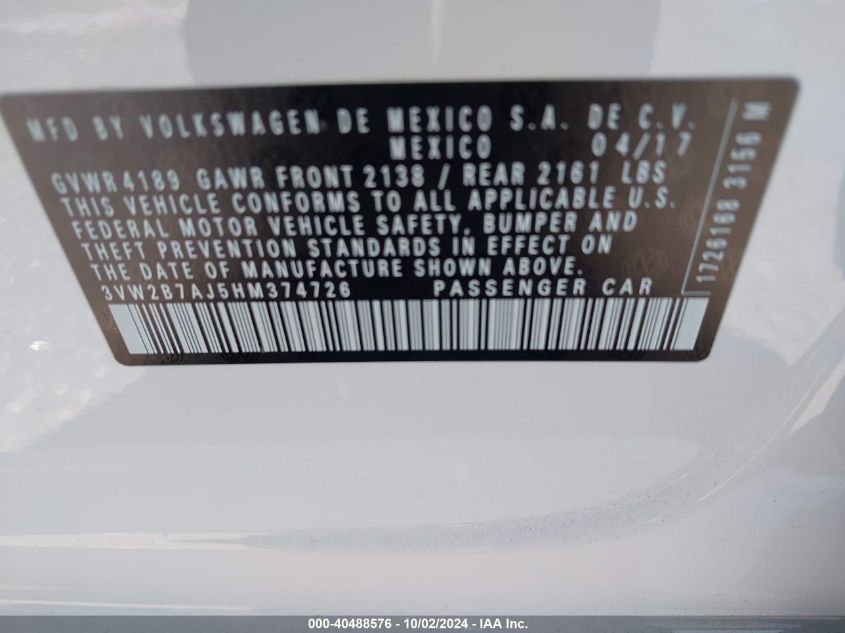 MFD BY VOLKSWAGEN DE MEXICO S.A. DE C.V.
MEXICO 04/17
GVWR 4189 GAWR FRONT 2138 / REAR 2161 LBS
THIS VEHICLE CONFORMS TO ALL APPLICABLE U.S.
FEDERAL MOTOR VEHICLE SAFETY, BUMPER AND
THEFT PREVENTION STANDARDS IN EFFECT ON
THE DATE OF MANUFACTURE SHOWN ABOVE.
3VW2B7AJ5HM374726 PASSENGER CAR
1726168 3156 M
000-40488576 - 10/02/2024 - IAA Inc.